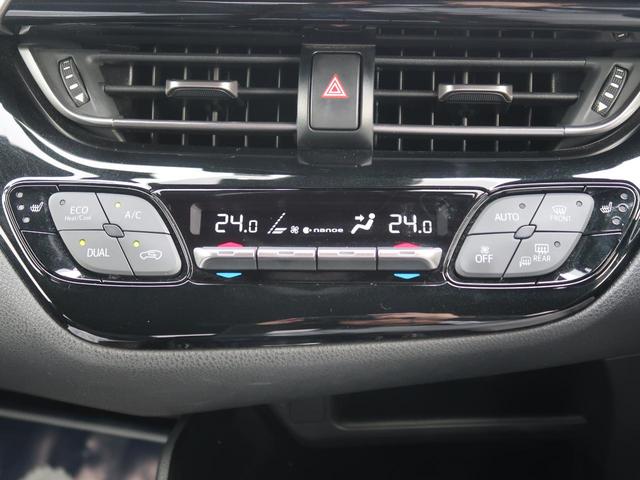 ECO
Heat/Cool
A/C
DUAL
24.0
nanoe
24.0
AUTO
FRONT
OFF
REAR